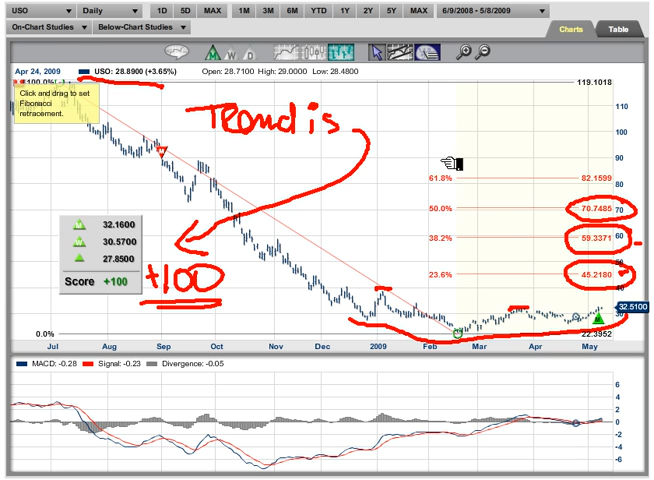 USO Daily 1D 5D MAX 1M 3M 6M YTD 1Y 2Y 5Y MAX 6/9/2008 - 5/8/2009
On-Chart Studies Below-Chart Studies Charts Table
M W D
Apr 24, 2009 USO: 28.8900 (+3.65%) Open: 28.7100 High: 29.0000 Low: 28.4800
100.0% 119.1018
Click and drag to set
Fibonacci
retracement.
110
Trend is
100
90
61.8% 82.1599
80
50.0% 70.7485
70
M 32.1600
W 30.5700
27.8500
Score +100
+100
38.2% 59.3371
60
50
23.6% 45.2180
40
32.5100
30
0.0% 22.3952
Jul Aug Sep Oct Nov Dec 2009 Feb Mar Apr May
MACD: -0.28 Signal: -0.23 Divergence: -0.05
6
4
2
0
-2
-4
-6